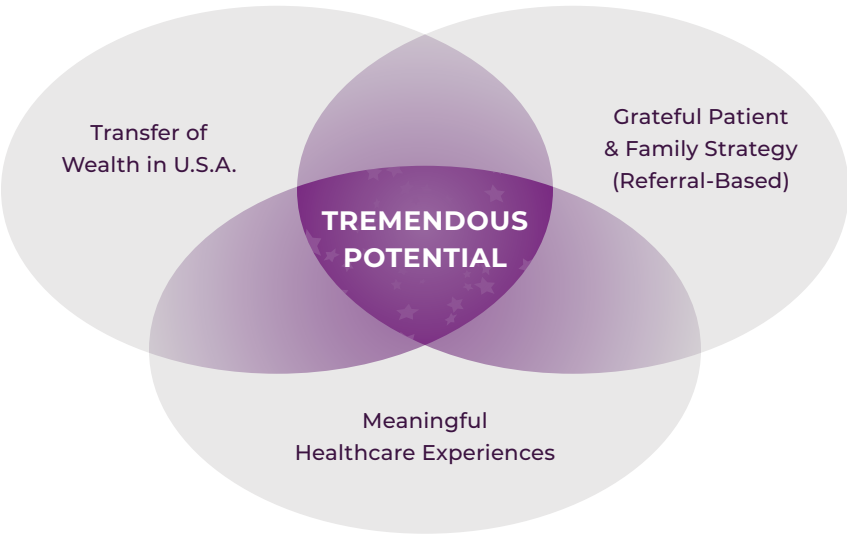 Transfer of
Wealth in U.S.A.
Grateful Patient
& Family Strategy
(Referral-Based)
TREMENDOUS
POTENTIAL
Meaningful
Healthcare Experiences